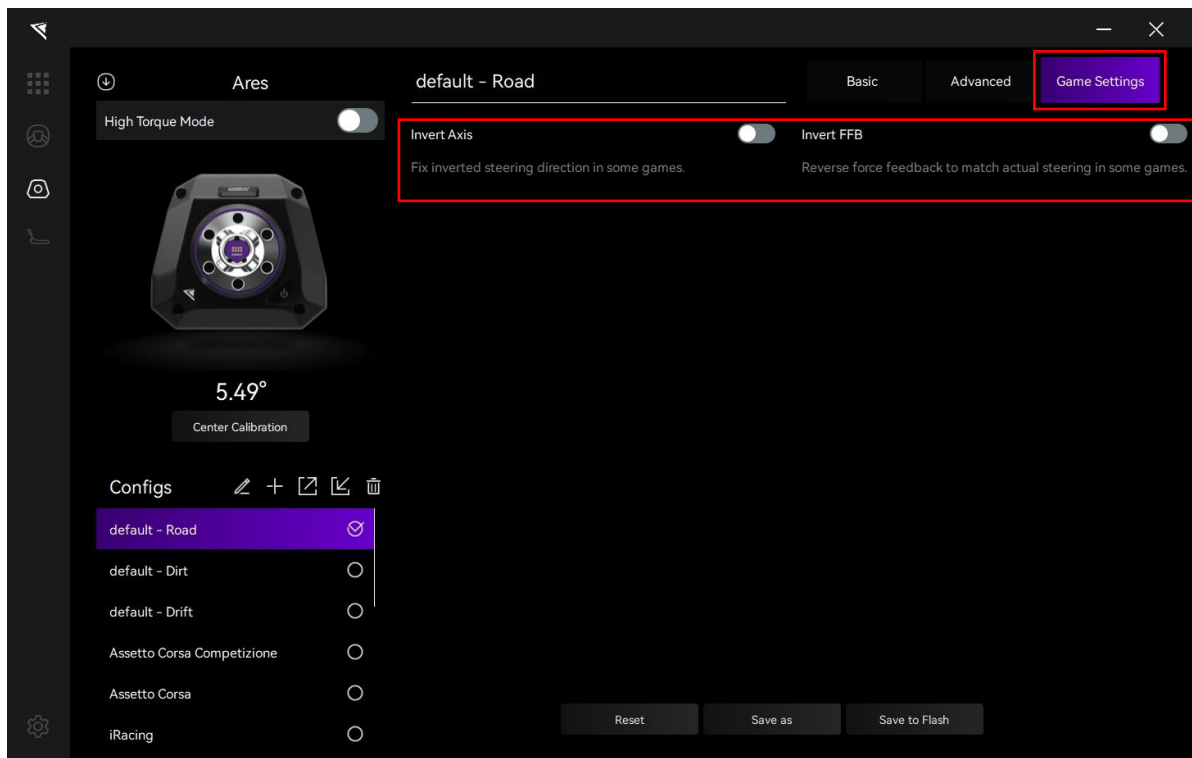 Ares
High Torque Mode
5.49°
Center Calibration
Configs
default - Road
default - Dirt
default - Drift
Assetto Corsa Competizione
Assetto Corsa
iRacing
default - Road
Basic
Advanced
Game Settings
Invert Axis
Fix inverted steering direction in some games.
Invert FFB
Reverse force feedback to match actual steering in some games.
Reset
Save as
Save to Flash